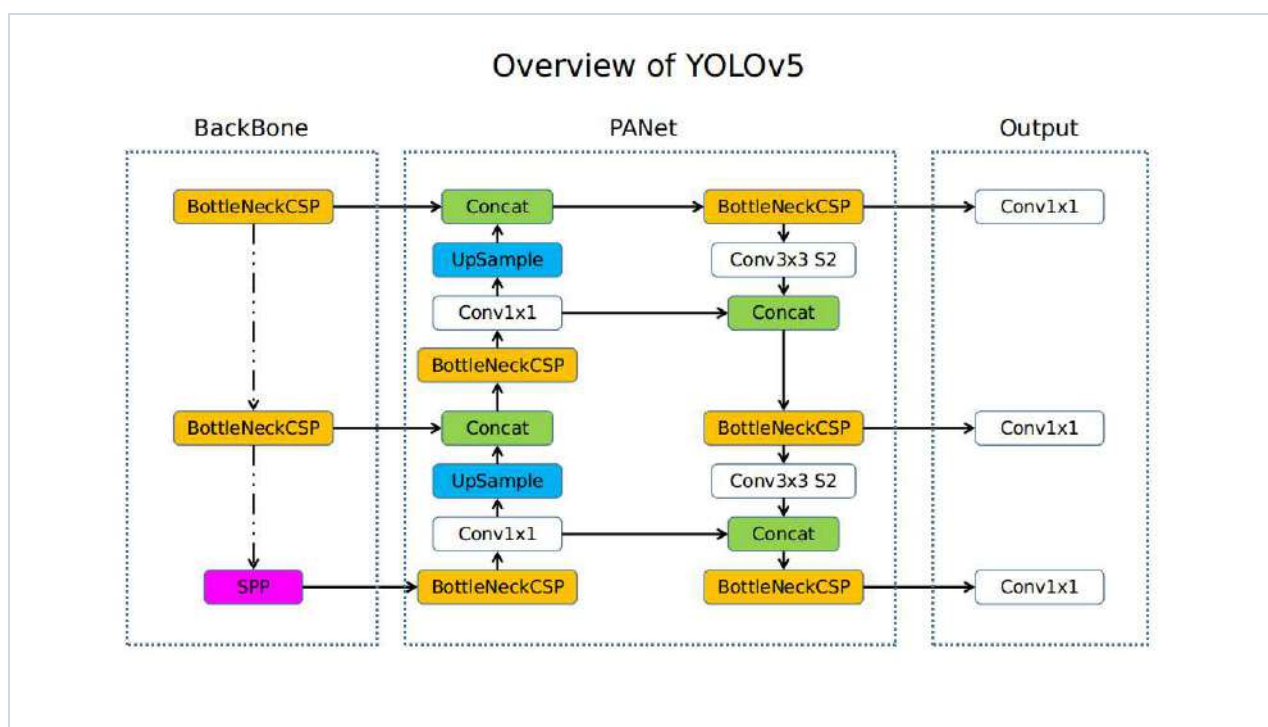 Overview of YOLOv5
BackBone
PANet
Output
BottleNeckCSP
Concat
BottleNeckCSP
Conv1x1
UpSample
Conv3x3 S2
Conv1x1
Concat
BottleNeckCSP
BottleNeckCSP
Concat
BottleNeckCSP
Conv1x1
UpSample
Conv3x3 S2
Conv1x1
Concat
SPP
BottleNeckCSP
BottleNeckCSP
Conv1x1